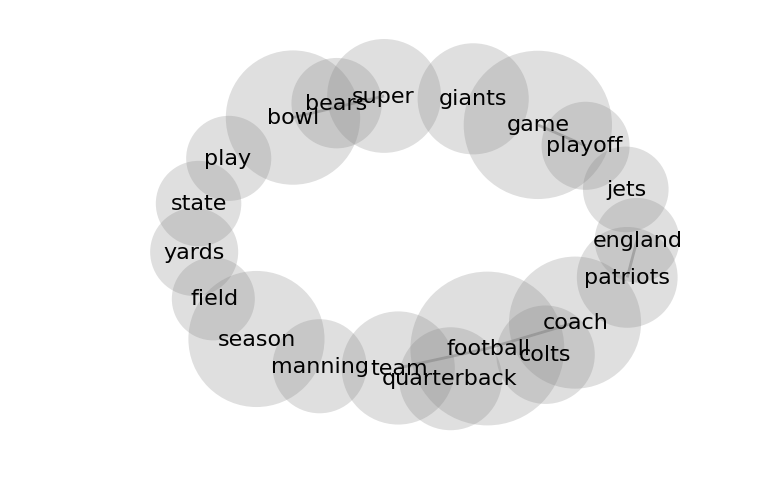 super
giants
bears
bowl
game
playoff
play
jets
state
england
yards
patriots
field
coach
season
football
colts
manning
team
quarterback